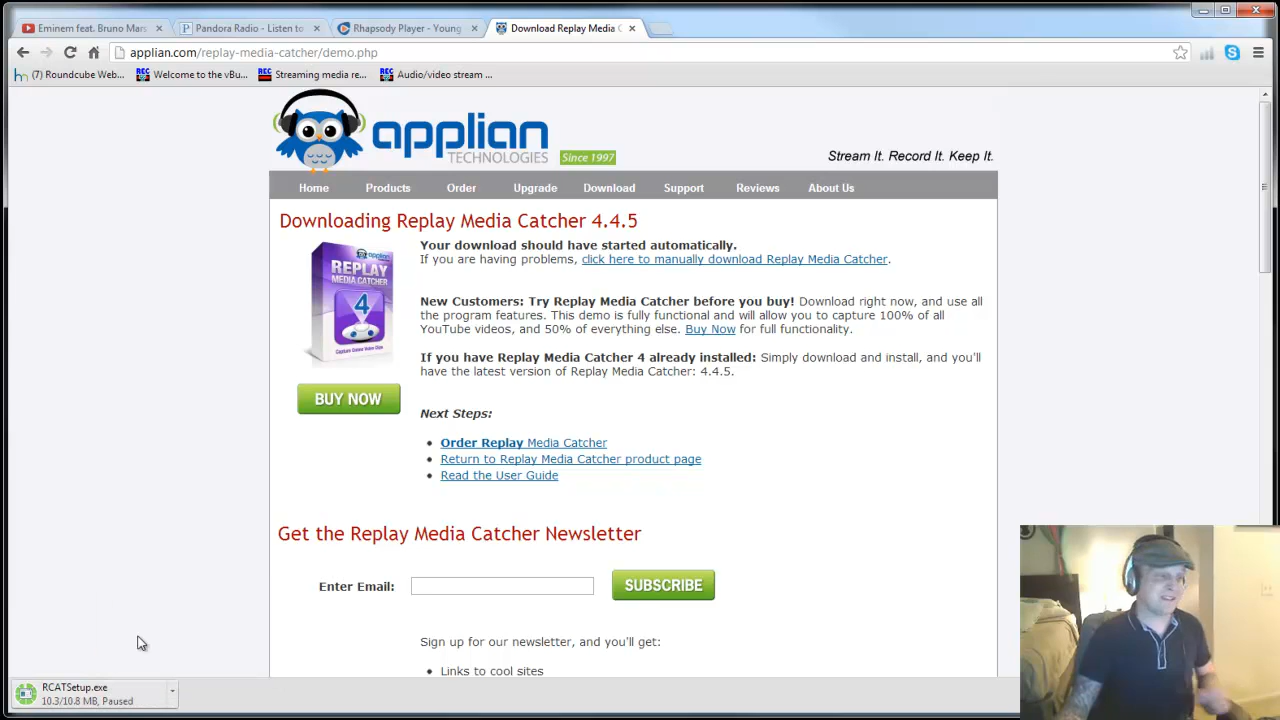 Eminem feat. Bruno Mars
Pandora Radio - Listen to
Rhapsody Player - Young
Download Replay Media C
applian.com/replay-media-catcher/demo.php
(7) Roundcube Web...
Welcome to the vBu...
Streaming media re...
Audio/video stream ...
applian
TECHNOLOGIES
Since 1997
Stream It. Record It. Keep It.
Home Products Order Upgrade Download Support Reviews About Us
Downloading Replay Media Catcher 4.4.5
applian
REPLAY
MEDIA CATCHER
4
Capture Online Video Clips
BUY NOW
Your download should have started automatically.
If you are having problems, click here to manually download Replay Media Catcher.
New Customers: Try Replay Media Catcher before you buy! Download right now, and use all
the program features. This demo is fully functional and will allow you to capture 100% of all
YouTube videos, and 50% of everything else. Buy Now for full functionality.
If you have Replay Media Catcher 4 already installed: Simply download and install, and you'll
have the latest version of Replay Media Catcher: 4.4.5.
Next Steps:
Order Replay Media Catcher
Return to Replay Media Catcher product page
Read the User Guide
Get the Replay Media Catcher Newsletter
Enter Email:
SUBSCRIBE
Sign up for our newsletter, and you'll get:
Links to cool sites
RCATSetup.exe
10.3/10.8 MB, Paused